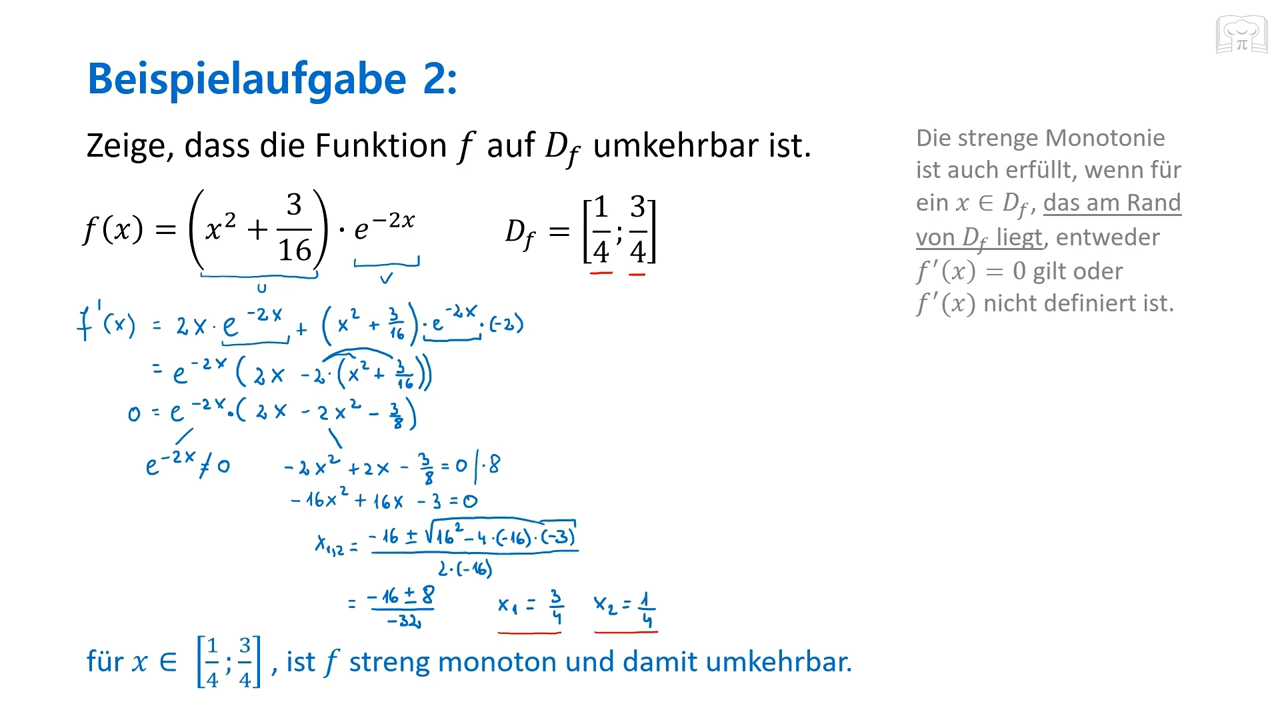 Beispielaufgabe 2:
Zeige, dass die Funktion f auf D_f umkehrbar ist.
f(x) = (x² + 3/16) · e^(−2x)    D_f = [1/4 ; 3/4]
u    v
f'(x) = 2x · e^(−2x) + (x² + 3/16) · e^(−2x) · (−2)
= e^(−2x) (2x − 2 · (x² + 3/16))
0 = e^(−2x) · (2x − 2x² − 3/8)
e^(−2x) ≠ 0    −2x² + 2x − 3/8 = 0 | · 8
−16x² + 16x − 3 = 0
x₁,₂ = (−16 ± √(16² − 4 · (−16) · (−3))) / (2 · (−16))
= (−16 ± 8) / (−32)    x₁ = 3/4    x₂ = 1/4
für x ∈ [1/4 ; 3/4] , ist f streng monoton und damit umkehrbar.
Die strenge Monotonie
ist auch erfüllt, wenn für
ein x ∈ D_f, das am Rand
von D_f liegt, entweder
f'(x) = 0 gilt oder
f'(x) nicht definiert ist.
π